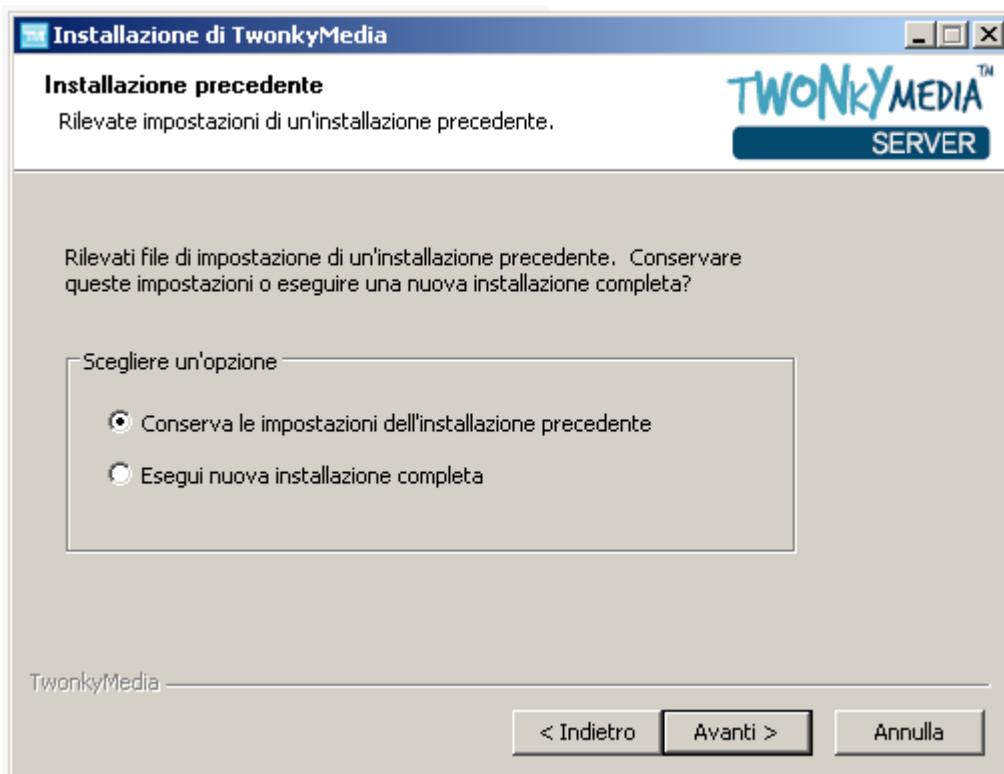 Installazione di TwonkyMedia
Installazione precedente
Rilevate impostazioni di un'installazione precedente.
TWONKYMEDIA™
SERVER
Rilevati file di impostazione di un'installazione precedente. Conservare
queste impostazioni o eseguire una nuova installazione completa?
Scegliere un'opzione
Conserva le impostazioni dell'installazione precedente
Esegui nuova installazione completa
TwonkyMedia
< Indietro
Avanti >
Annulla